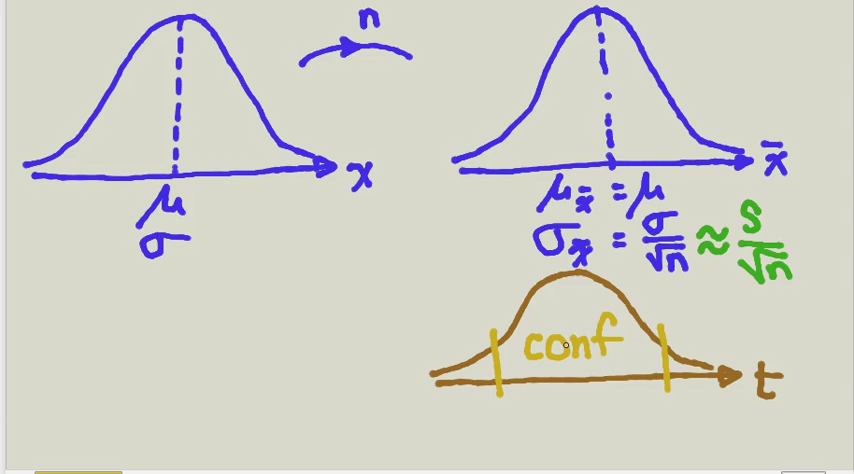 n
x
x̄
μ
σ
μx̄ = μ
σx̄ = σ/√n ≈ s/√n
conf
t